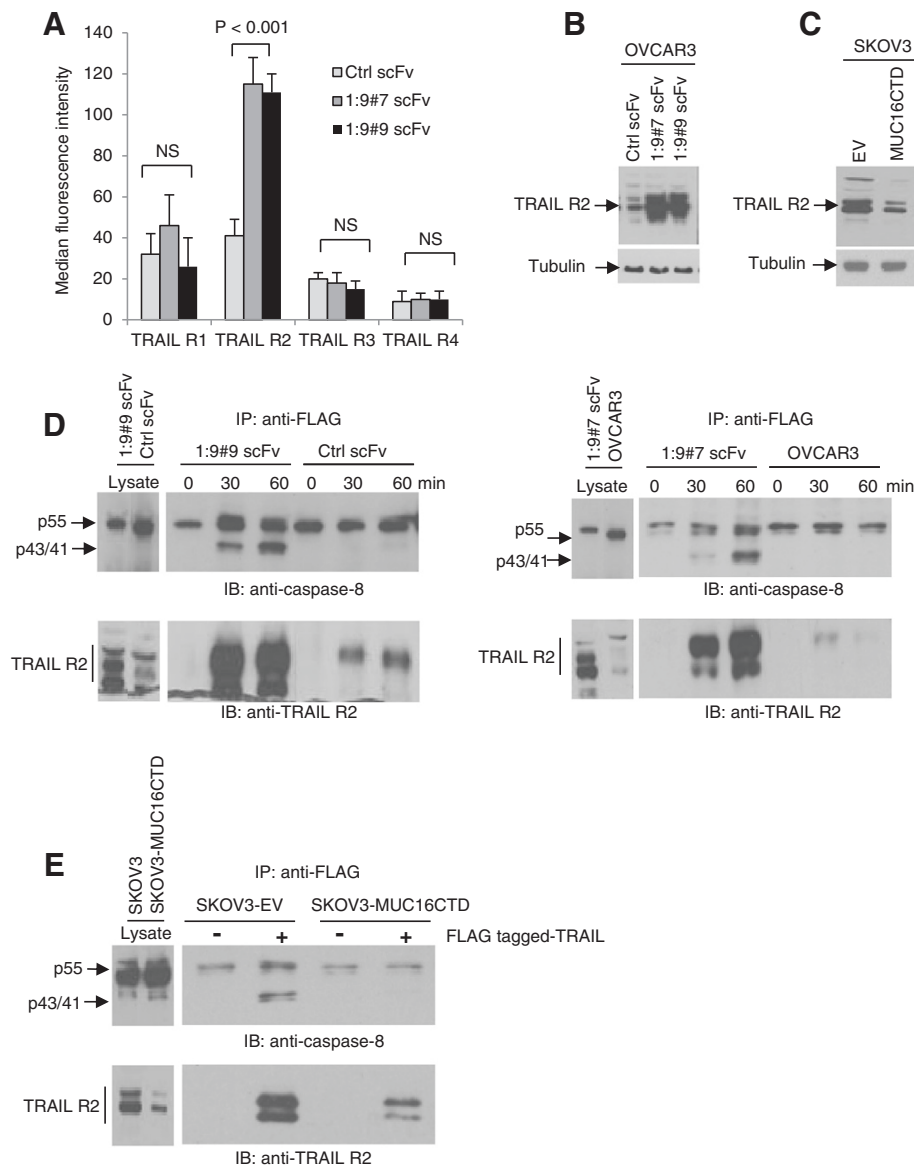 A
P < 0.001
Ctrl scFv
1:9#7 scFv
1:9#9 scFv
NS
NS
NS
Median fluorescence intensity
140
120
100
80
60
40
20
0
TRAIL R1
TRAIL R2
TRAIL R3
TRAIL R4
B
OVCAR3
Ctrl scFv
1:9#7 scFv
1:9#9 scFv
TRAIL R2
Tubulin
C
SKOV3
EV
MUC16CTD
TRAIL R2
Tubulin
D
1:9#9 scFv
Ctrl scFv
Lysate
IP: anti-FLAG
1:9#9 scFv
Ctrl scFv
0 30 60 0 30 60 min
p55
p43/41
IB: anti-caspase-8
TRAIL R2
IB: anti-TRAIL R2
1:9#7 scFv
OVCAR3
Lysate
IP: anti-FLAG
1:9#7 scFv
OVCAR3
0 30 60 0 30 60 min
p55
p43/41
IB: anti-caspase-8
TRAIL R2
IB: anti-TRAIL R2
E
SKOV3
SKOV3-MUC16CTD
Lysate
IP: anti-FLAG
SKOV3-EV
SKOV3-MUC16CTD
- + - + FLAG tagged-TRAIL
p55
p43/41
IB: anti-caspase-8
TRAIL R2
IB: anti-TRAIL R2